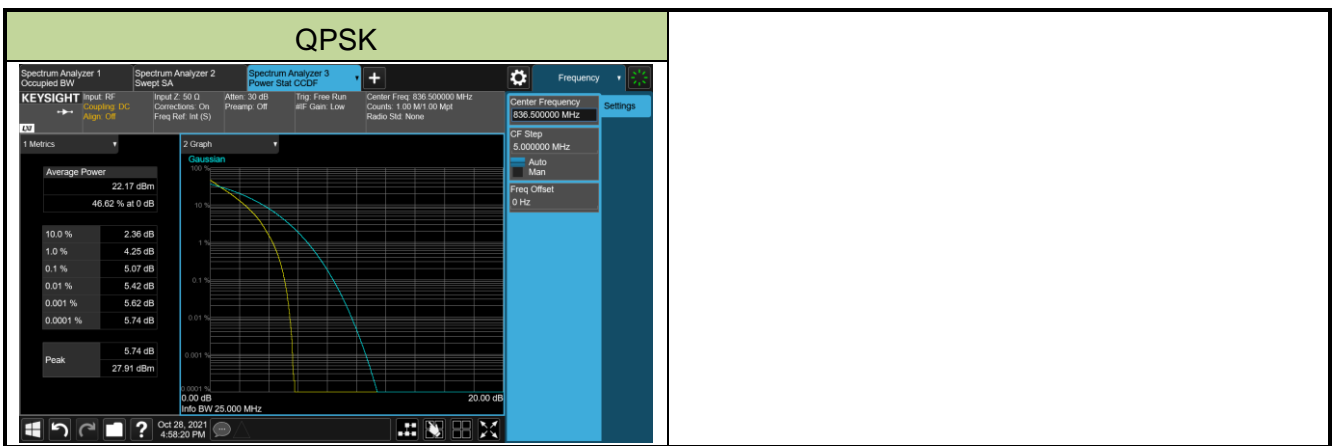 QPSK
Spectrum Analyzer 1
Occupied BW
Spectrum Analyzer 2
Swept SA
Spectrum Analyzer 3
Power Stat CCDF
Frequency
KEYSIGHT
Input: RF
Coupling: DC
Align: Off
Input Z: 50 Ω
Corrections: On
Freq Ref: Int (S)
Atten: 30 dB
Preamp: Off
Trig: Free Run
#IF Gain: Low
Center Freq: 836.500000 MHz
Counts: 1.00 M/1.00 Mpt
Radio Std: None
LXI
Center Frequency
836.500000 MHz
Settings
CF Step
5.000000 MHz
Auto
Man
Freq Offset
0 Hz
1 Metrics
Average Power
22.17 dBm
46.62 % at 0 dB
10.0 % 2.36 dB
1.0 % 4.25 dB
0.1 % 5.07 dB
0.01 % 5.42 dB
0.001 % 5.62 dB
0.0001 % 5.74 dB
Peak
5.74 dB
27.91 dBm
2 Graph
Gaussian
100 %
10 %
1 %
0.1 %
0.01 %
0.001 %
0.0001 %
0.00 dB
20.00 dB
Info BW 25.000 MHz
?
Oct 28, 2021
4:58:20 PM